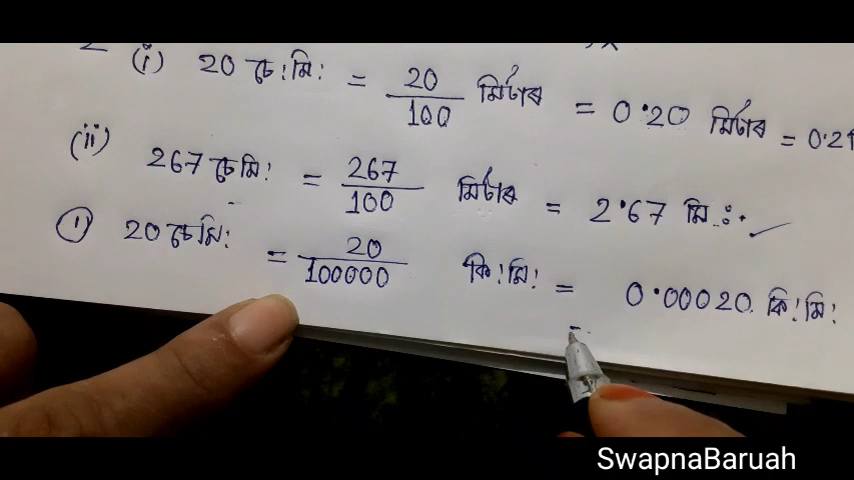 (i) 20 চে:মি: = 20/100 মিটাৰ = 0.20 মিটাৰ = 0.2
(ii) 267 চেমি: = 267/100 মিটাৰ = 2.67 মি:
(i) 20 চেমি: = 20/100000 কি:মি: = 0.00020 কি:মি:
=
SwapnaBaruah